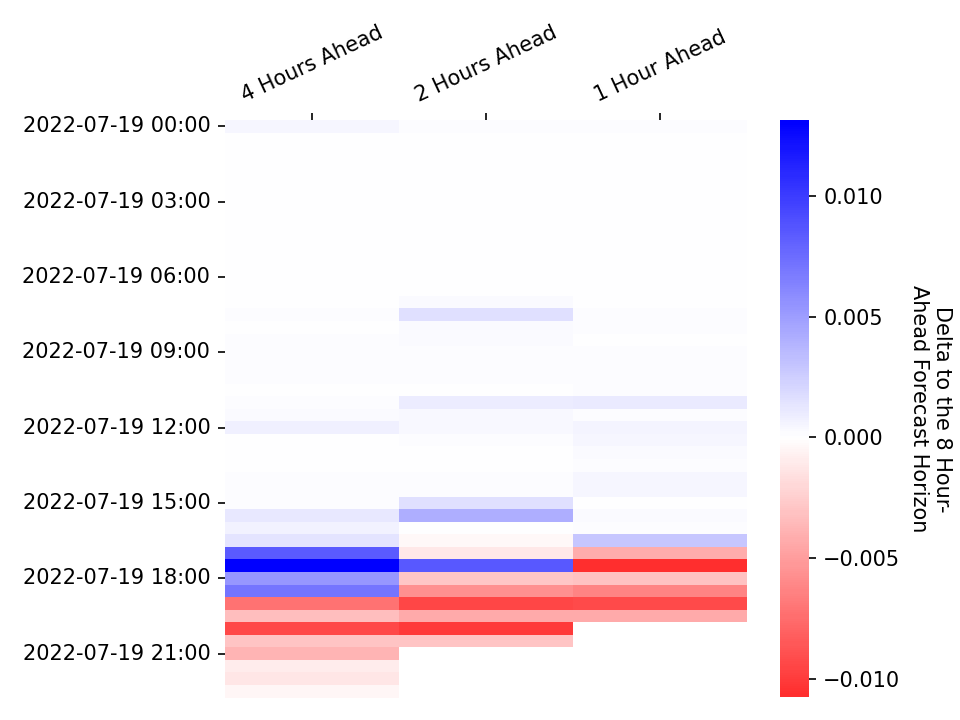 4 Hours Ahead
2 Hours Ahead
1 Hour Ahead
2022-07-19 00:00
2022-07-19 03:00
2022-07-19 06:00
2022-07-19 09:00
2022-07-19 12:00
2022-07-19 15:00
2022-07-19 18:00
2022-07-19 21:00
0.010
0.005
0.000
−0.005
−0.010
Delta to the 8 Hour-
Ahead Forecast Horizon